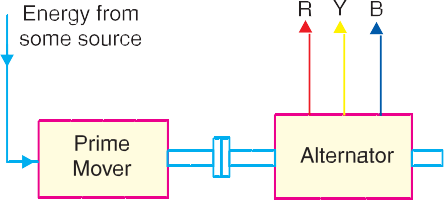 Energy from
some source
R Y B
Prime
Mover
Alternator